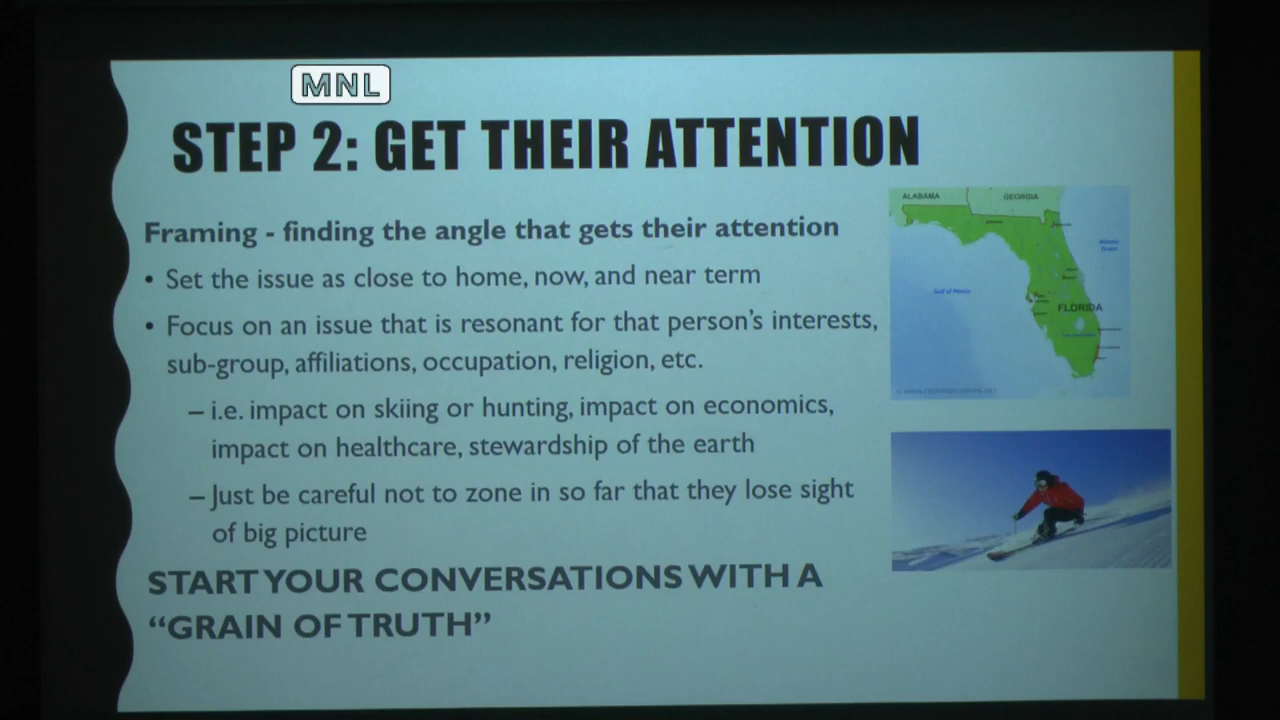 MNL
STEP 2: GET THEIR ATTENTION
Framing - finding the angle that gets their attention
• Set the issue as close to home, now, and near term
• Focus on an issue that is resonant for that person's interests,
sub-group, affiliations, occupation, religion, etc.
– i.e. impact on skiing or hunting, impact on economics,
impact on healthcare, stewardship of the earth
– Just be careful not to zone in so far that they lose sight
of big picture
START YOUR CONVERSATIONS WITH A
"GRAIN OF TRUTH"
ALABAMA
GEORGIA
Atlantic
Ocean
Gulf of Mexico
FLORIDA